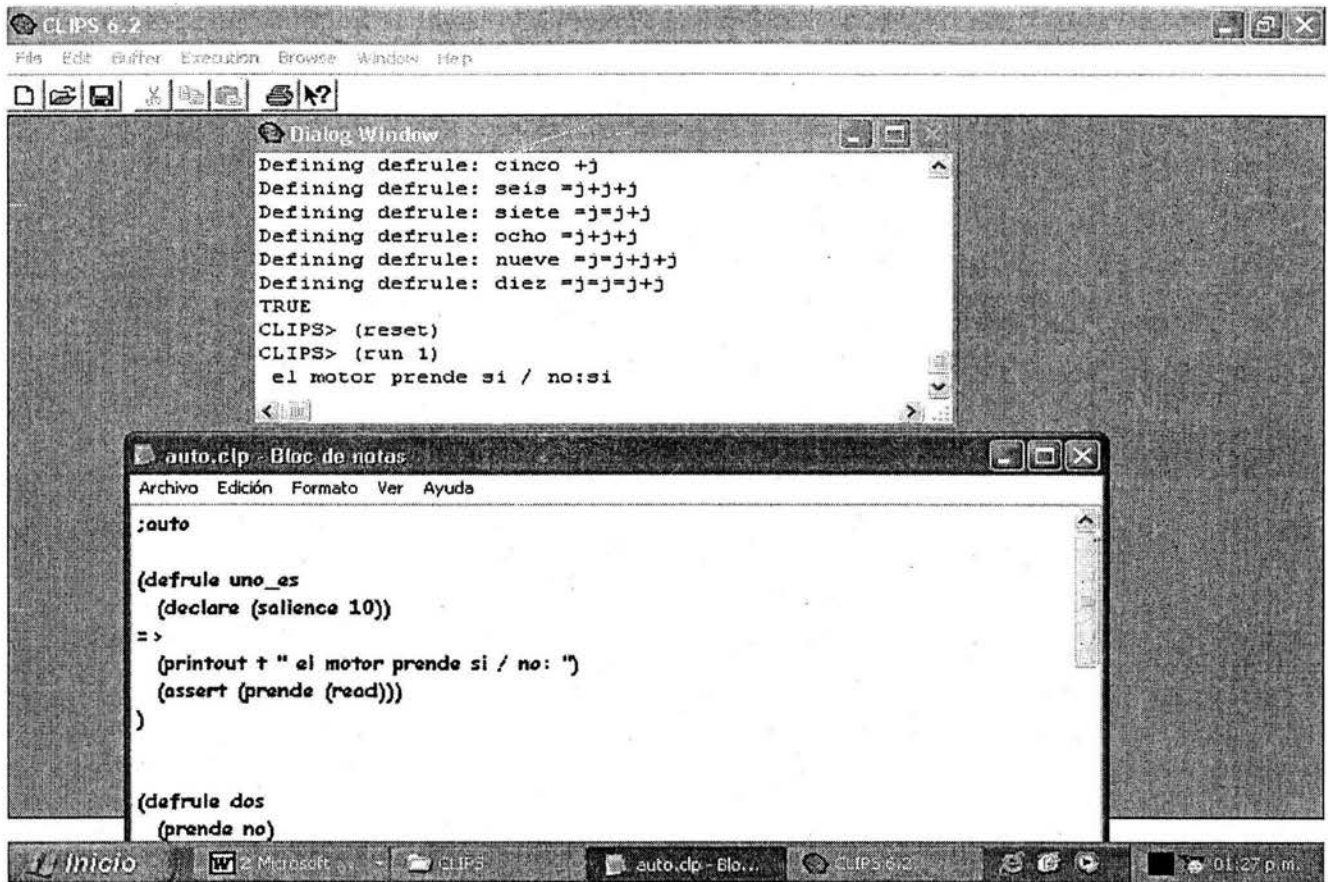 CLIPS 6.2
File Edit Buffer Execution Browse Window Help
Dialog Window
Defining defrule: cinco +j
Defining defrule: seis =j+j+j
Defining defrule: siete =j=j+j
Defining defrule: ocho =j+j+j
Defining defrule: nueve =j=j+j+j
Defining defrule: diez =j=j=j+j
TRUE
CLIPS> (reset)
CLIPS> (run 1)
el motor prende si / no:si
auto.clp - Bloc de notas
Archivo Edición Formato Ver Ayuda
;auto
(defrule uno_es
(declare (salience 10))
=>
(printout t " el motor prende si / no: ")
(assert (prende (read)))
)
(defrule dos
(prende no)
Inicio 2 Microsoft ... CLIPS auto.clp - Blo... CLIPS 6.2 01:27 p.m.